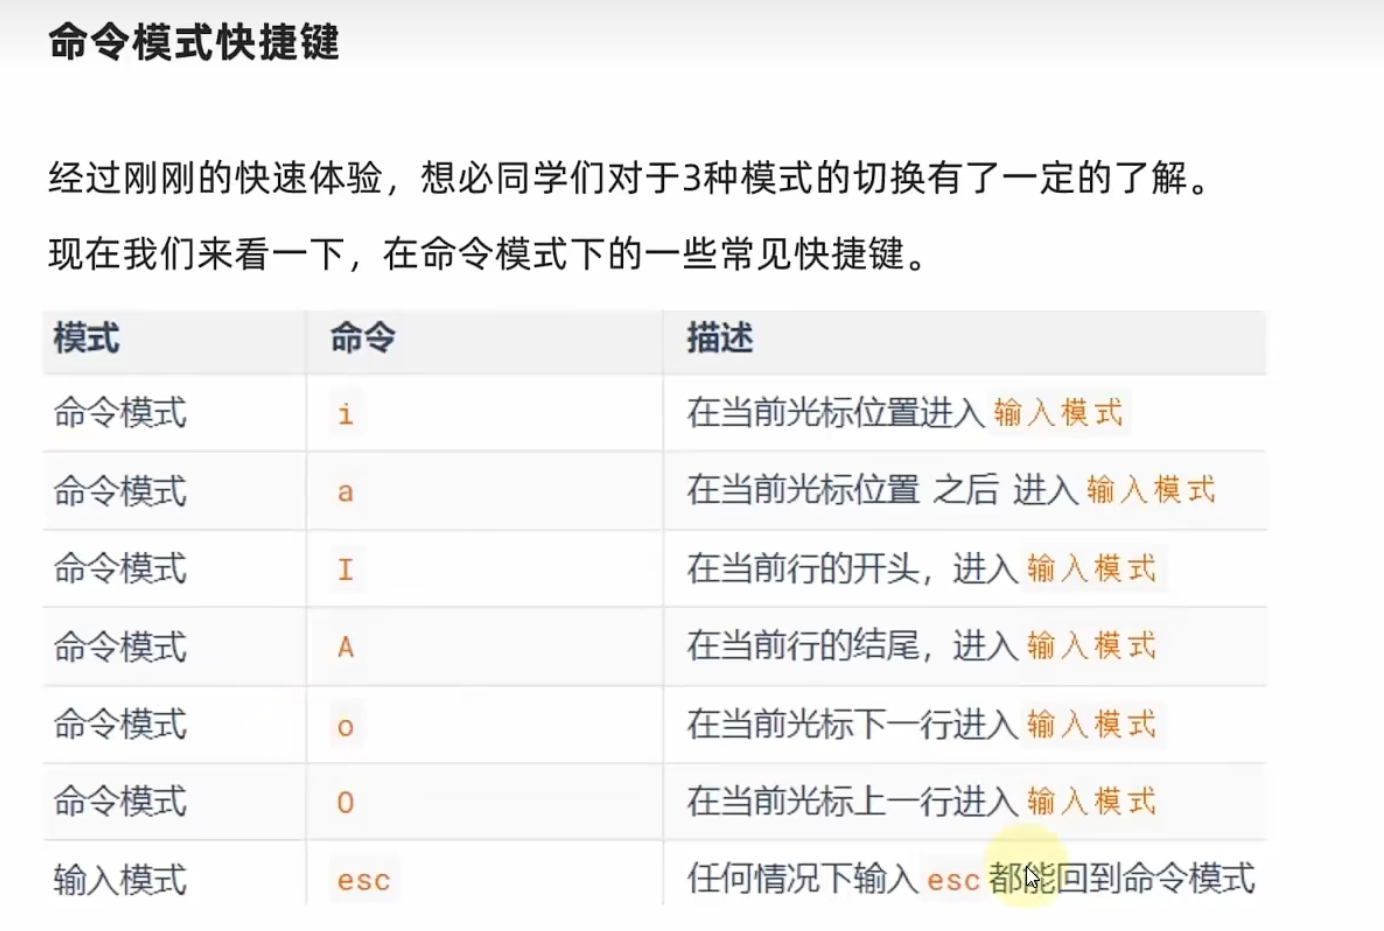 命令模式快捷键
经过刚刚的快速体验，想必同学们对于3种模式的切换有了一定的了解。
现在我们来看一下，在命令模式下的一些常见快捷键。
模式 命令 描述
命令模式 i 在当前光标位置进入 输入模式
命令模式 a 在当前光标位置 之后 进入 输入模式
命令模式 I 在当前行的开头，进入 输入模式
命令模式 A 在当前行的结尾，进入 输入模式
命令模式 o 在当前光标下一行进入 输入模式
命令模式 O 在当前光标上一行进入 输入模式
输入模式 esc 任何情况下输入 esc 都能回到命令模式